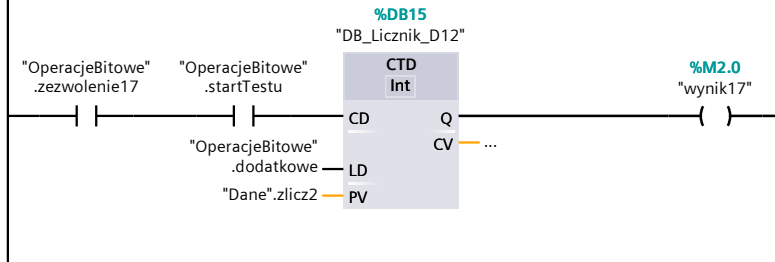 %DB15
"DB_Licznik_D12"
"OperacjeBitowe"
.zezwolenie17
"OperacjeBitowe"
.startTestu
CTD
Int
%M2.0
"wynik17"
CD
Q
"OperacjeBitowe"
.dodatkowe
LD
CV
...
"Dane".zlicz2
PV